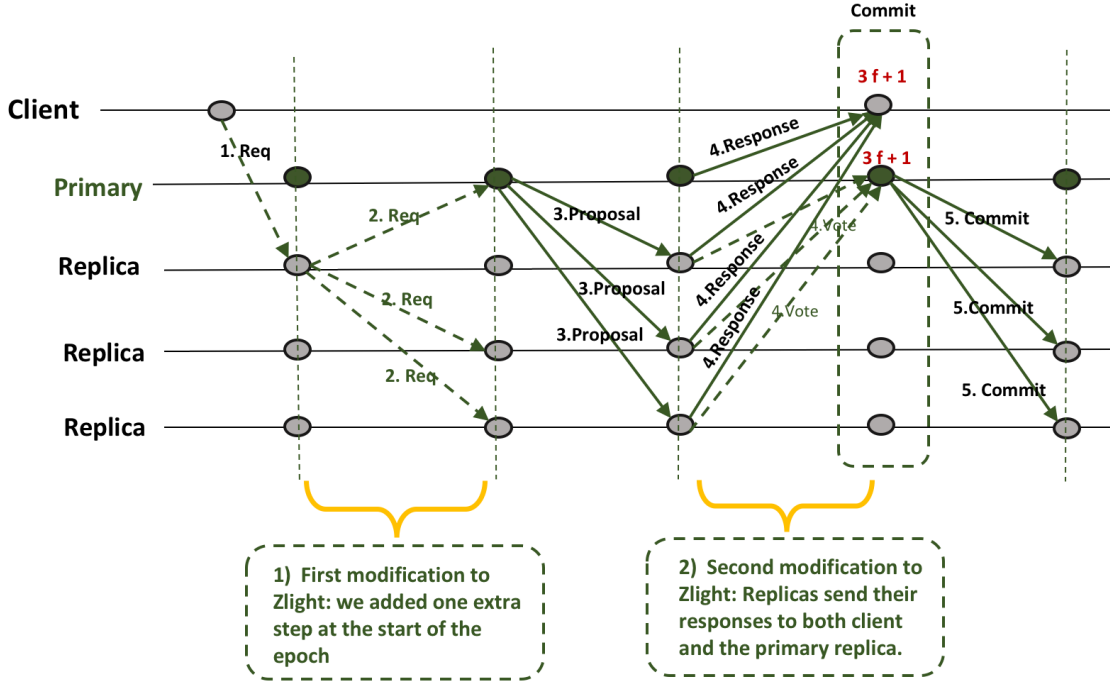 Commit
3 f + 1
Client
4.Response
1. Req
3 f + 1
Primary
4.Response
2. Req
3.Proposal
5. Commit
4.Vote
Replica
4.Response
3.Proposal
2. Req
5.Commit
4.Vote
4.Response
3.Proposal
Replica
2. Req
5. Commit
Replica
1) First modification to
Zlight: we added one extra
step at the start of the
epoch
2) Second modification to
Zlight: Replicas send their
responses to both client
and the primary replica.